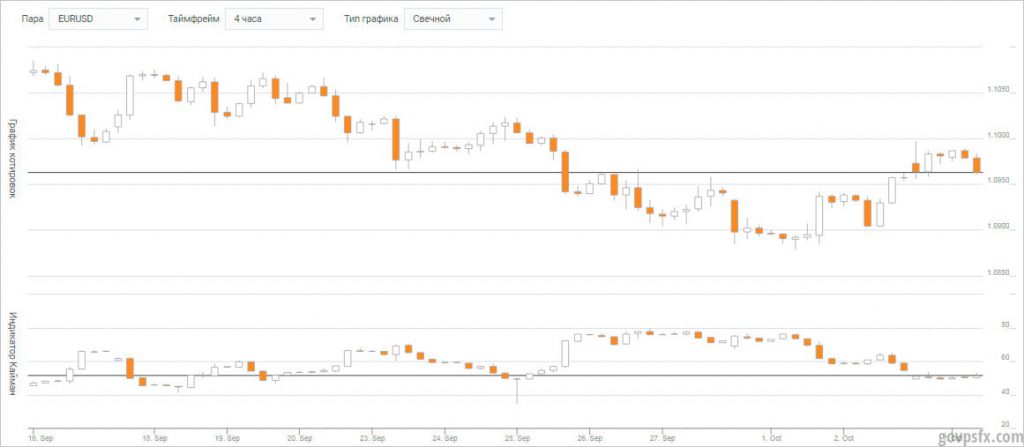 Пара EURUSD Таймфрейм 4 часа Тип графика Свечной
График котировок
1.1050
1.1000
1.0950
1.0900
1.0850
Индикатор Кайман
80
60
40
20
16. Sep 18. Sep 19. Sep 20. Sep 23. Sep 24. Sep 25. Sep 26. Sep 27. Sep 1. Oct 2. Oct